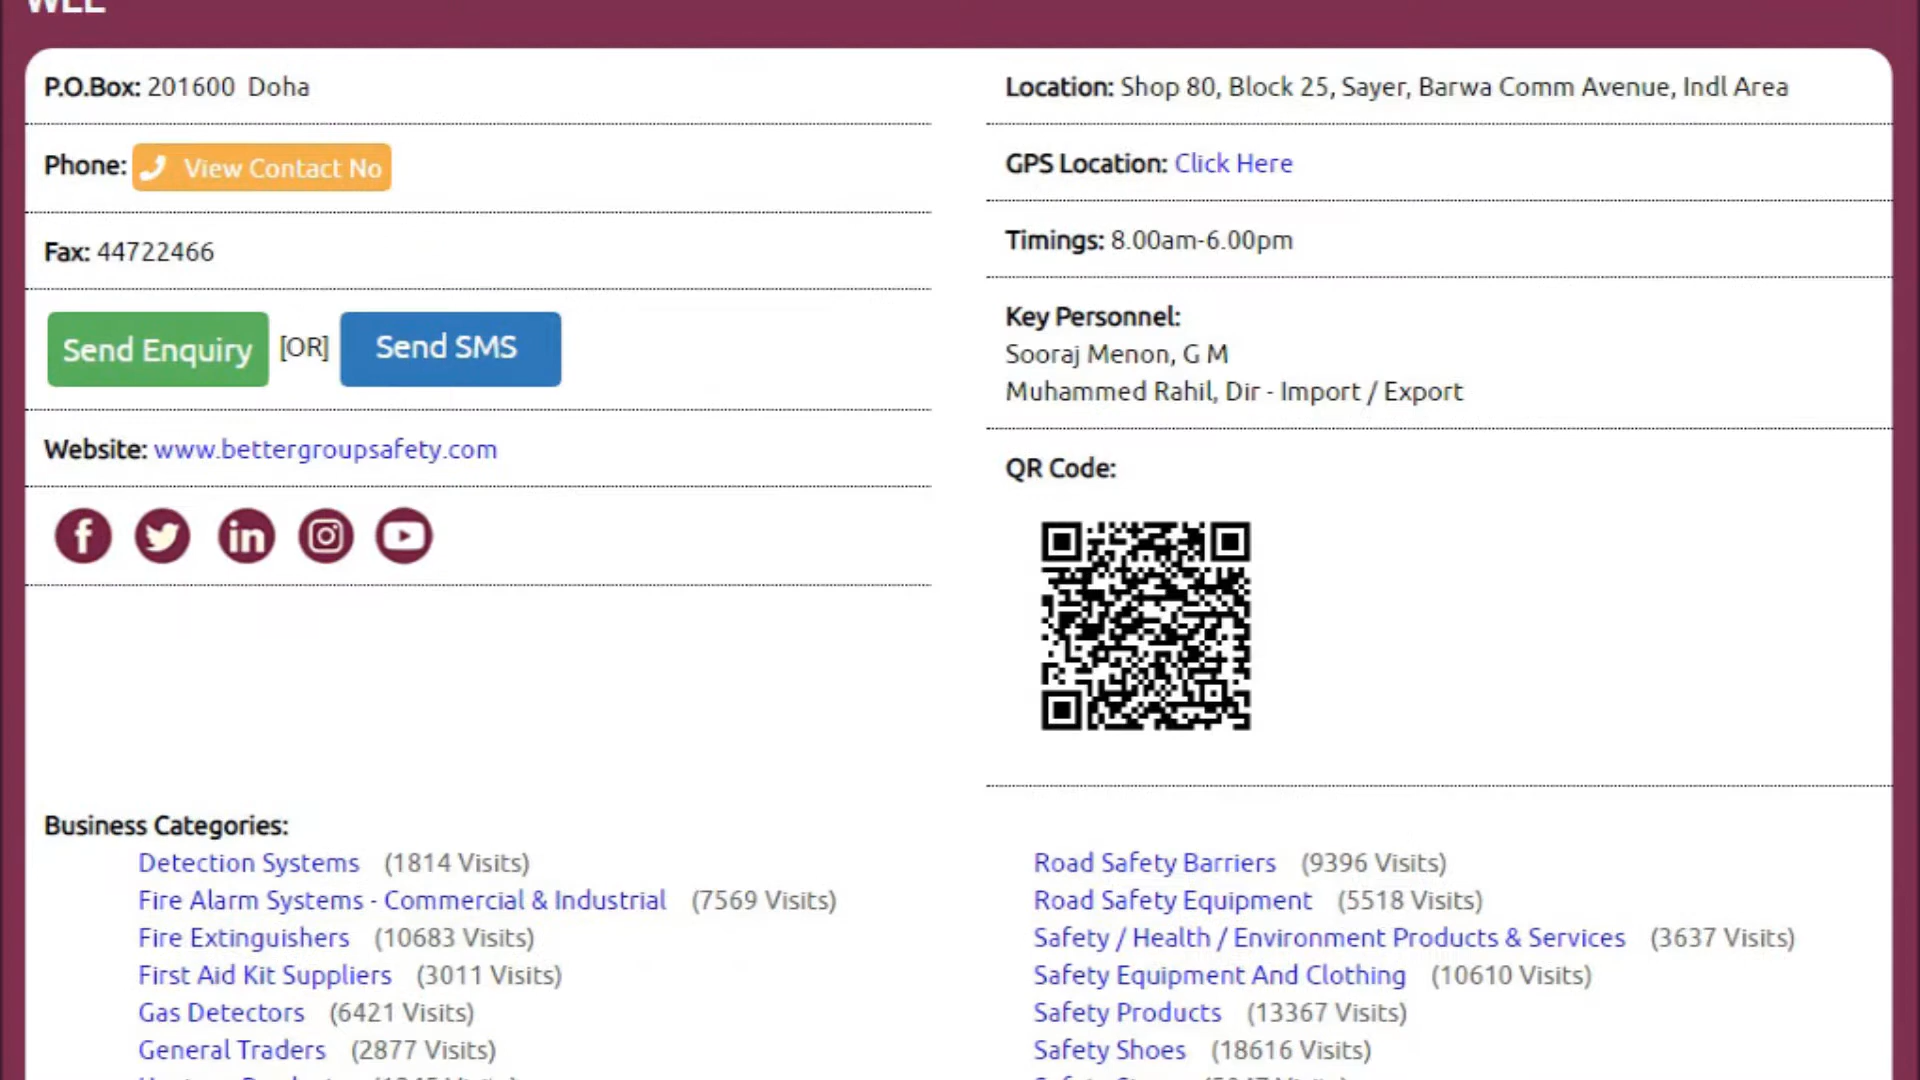 WLL
P.O.Box: 201600 Doha
Phone: View Contact No
Fax: 44722466
Send Enquiry [OR] Send SMS
Website: www.bettergroupsafety.com
Location: Shop 80, Block 25, Sayer, Barwa Comm Avenue, Indl Area
GPS Location: Click Here
Timings: 8.00am-6.00pm
Key Personnel:
Sooraj Menon, G M
Muhammed Rahil, Dir - Import / Export
QR Code:
Business Categories:
Detection Systems (1814 Visits)
Fire Alarm Systems - Commercial & Industrial (7569 Visits)
Fire Extinguishers (10683 Visits)
First Aid Kit Suppliers (3011 Visits)
Gas Detectors (6421 Visits)
General Traders (2877 Visits)
Road Safety Barriers (9396 Visits)
Road Safety Equipment (5518 Visits)
Safety / Health / Environment Products & Services (3637 Visits)
Safety Equipment And Clothing (10610 Visits)
Safety Products (13367 Visits)
Safety Shoes (18616 Visits)